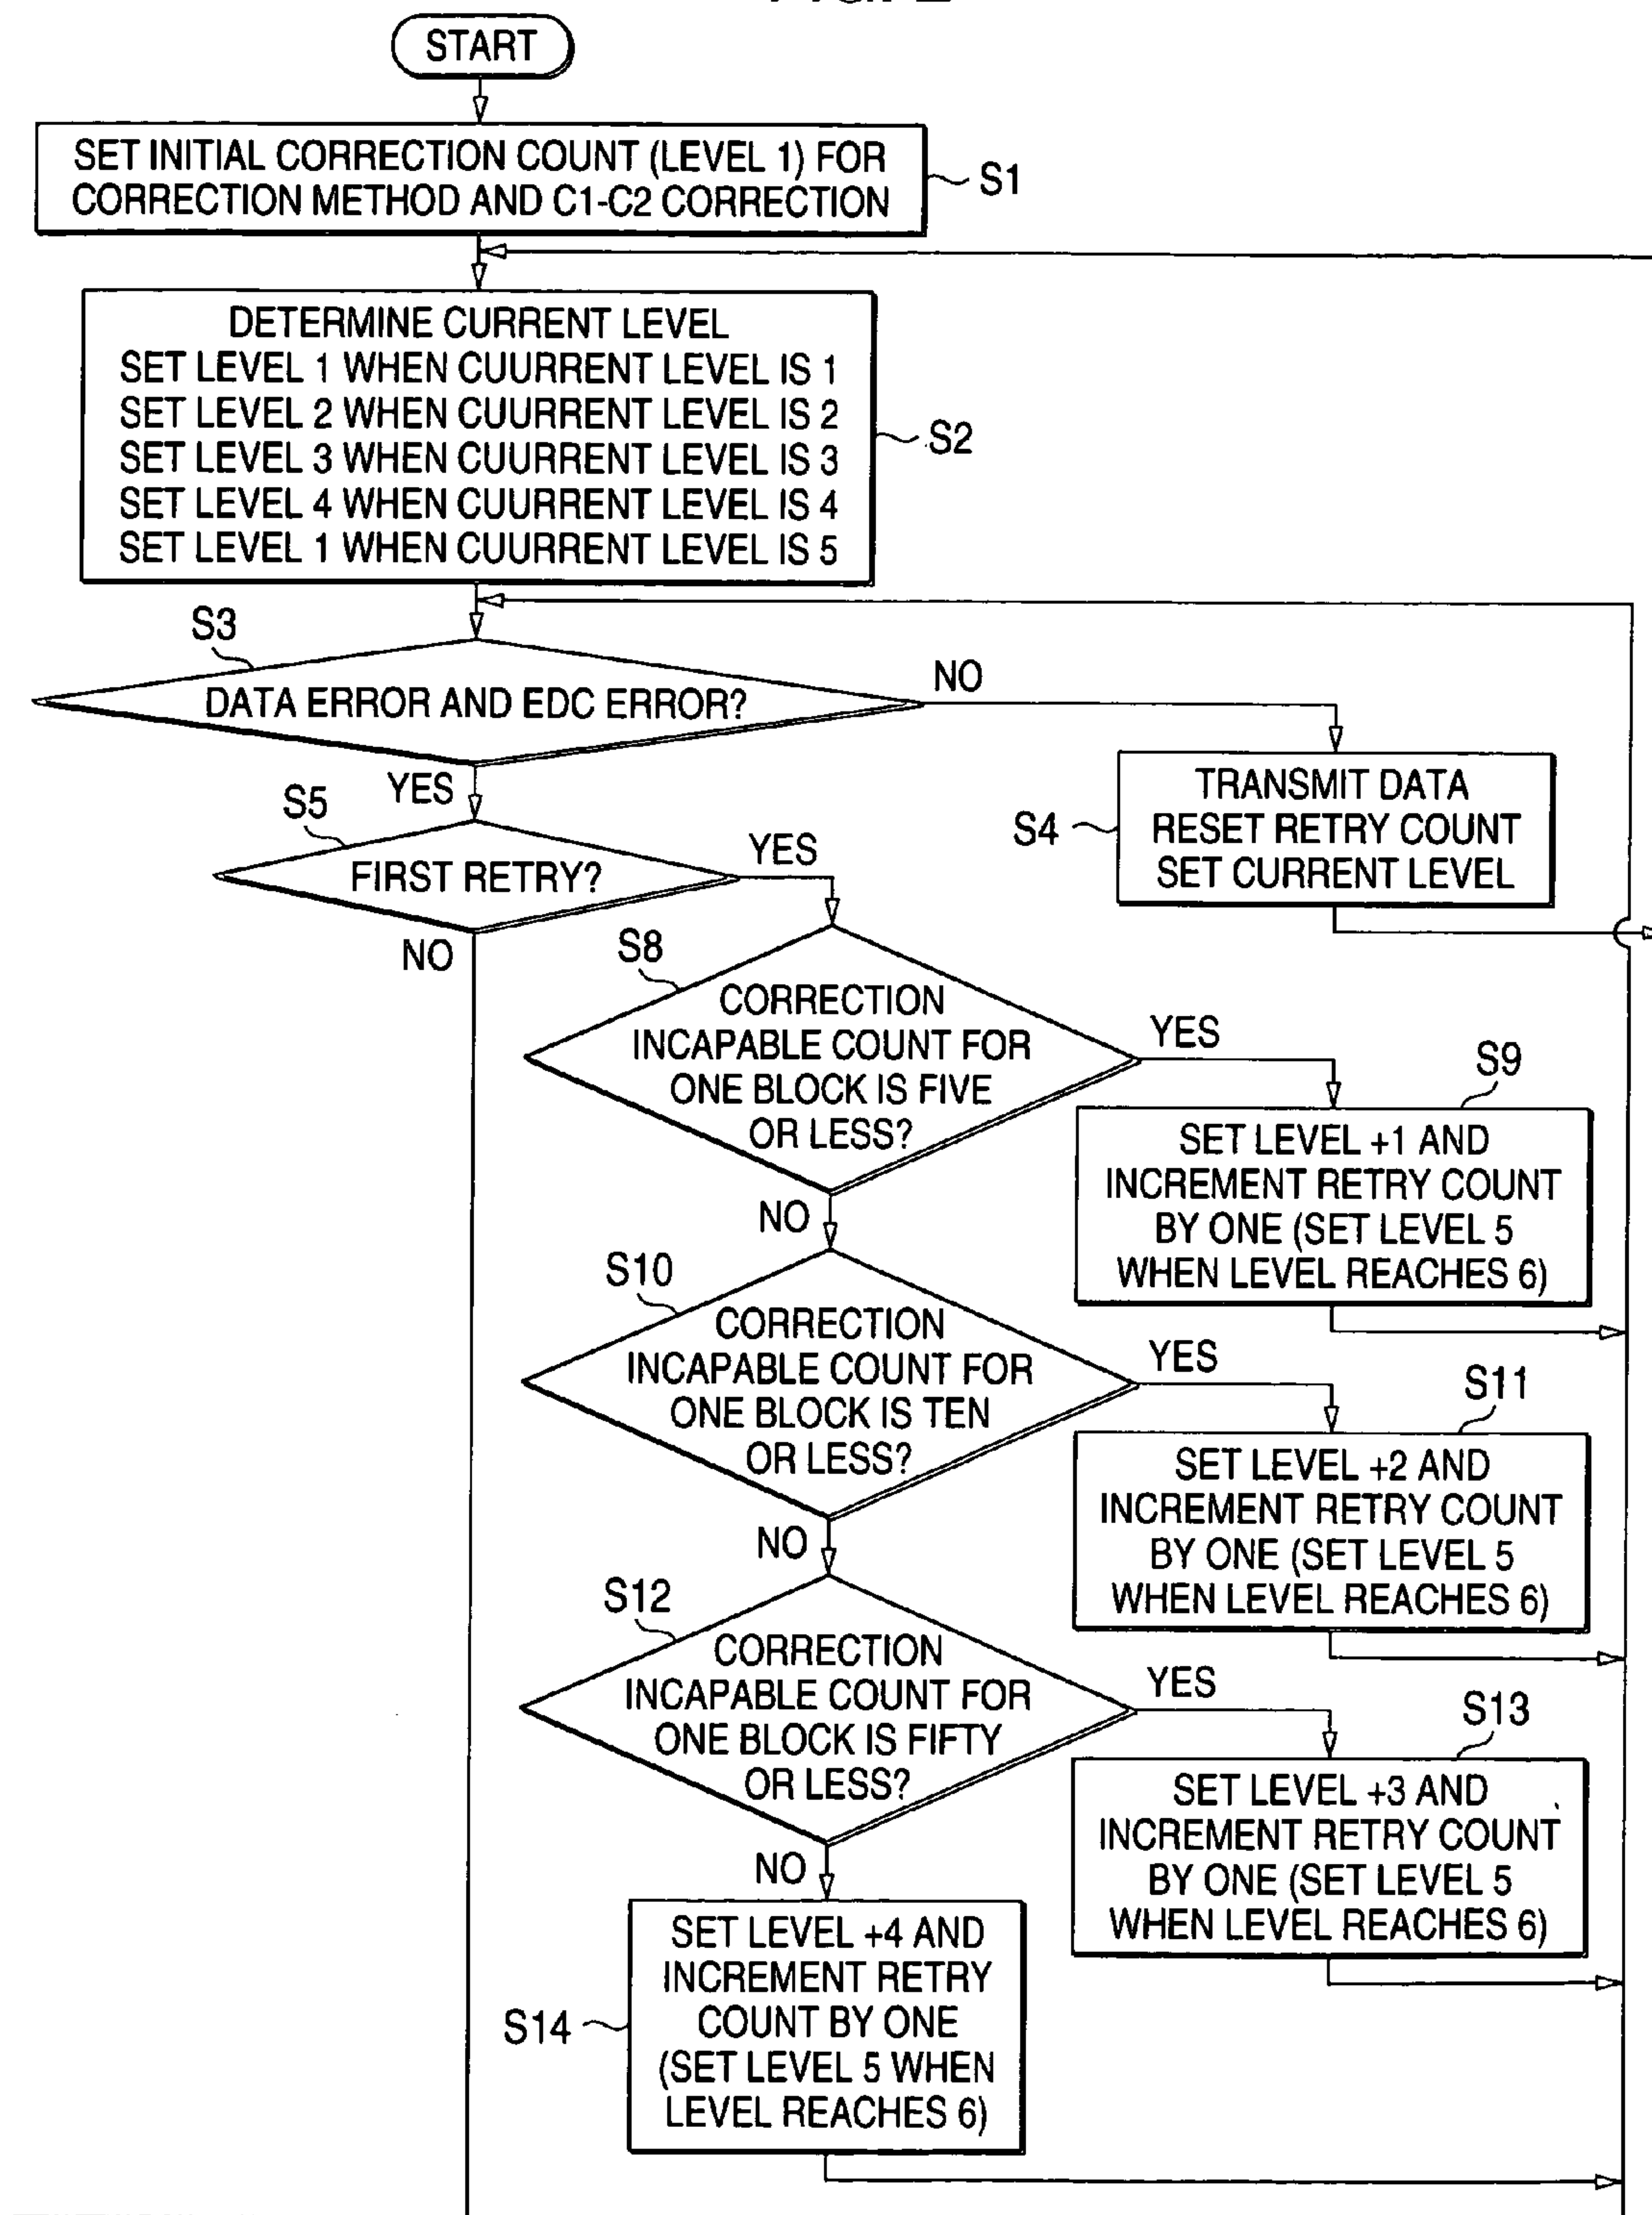 START
SET INITIAL CORRECTION COUNT (LEVEL 1) FOR
CORRECTION METHOD AND C1-C2 CORRECTION
S1
DETERMINE CURRENT LEVEL
SET LEVEL 1 WHEN CUURRENT LEVEL IS 1
SET LEVEL 2 WHEN CUURRENT LEVEL IS 2
SET LEVEL 3 WHEN CUURRENT LEVEL IS 3
SET LEVEL 4 WHEN CUURRENT LEVEL IS 4
SET LEVEL 1 WHEN CUURRENT LEVEL IS 5
S2
S3
DATA ERROR AND EDC ERROR?
NO
YES
S4
TRANSMIT DATA
RESET RETRY COUNT
SET CURRENT LEVEL
S5
FIRST RETRY?
YES
NO
S8
CORRECTION
INCAPABLE COUNT FOR
ONE BLOCK IS FIVE
OR LESS?
YES
NO
S9
SET LEVEL +1 AND
INCREMENT RETRY COUNT
BY ONE (SET LEVEL 5
WHEN LEVEL REACHES 6)
S10
CORRECTION
INCAPABLE COUNT FOR
ONE BLOCK IS TEN
OR LESS?
YES
NO
S11
SET LEVEL +2 AND
INCREMENT RETRY COUNT
BY ONE (SET LEVEL 5
WHEN LEVEL REACHES 6)
S12
CORRECTION
INCAPABLE COUNT FOR
ONE BLOCK IS FIFTY
OR LESS?
YES
NO
S13
SET LEVEL +3 AND
INCREMENT RETRY COUNT
BY ONE (SET LEVEL 5
WHEN LEVEL REACHES 6)
S14
SET LEVEL +4 AND
INCREMENT RETRY
COUNT BY ONE
(SET LEVEL 5 WHEN
LEVEL REACHES 6)